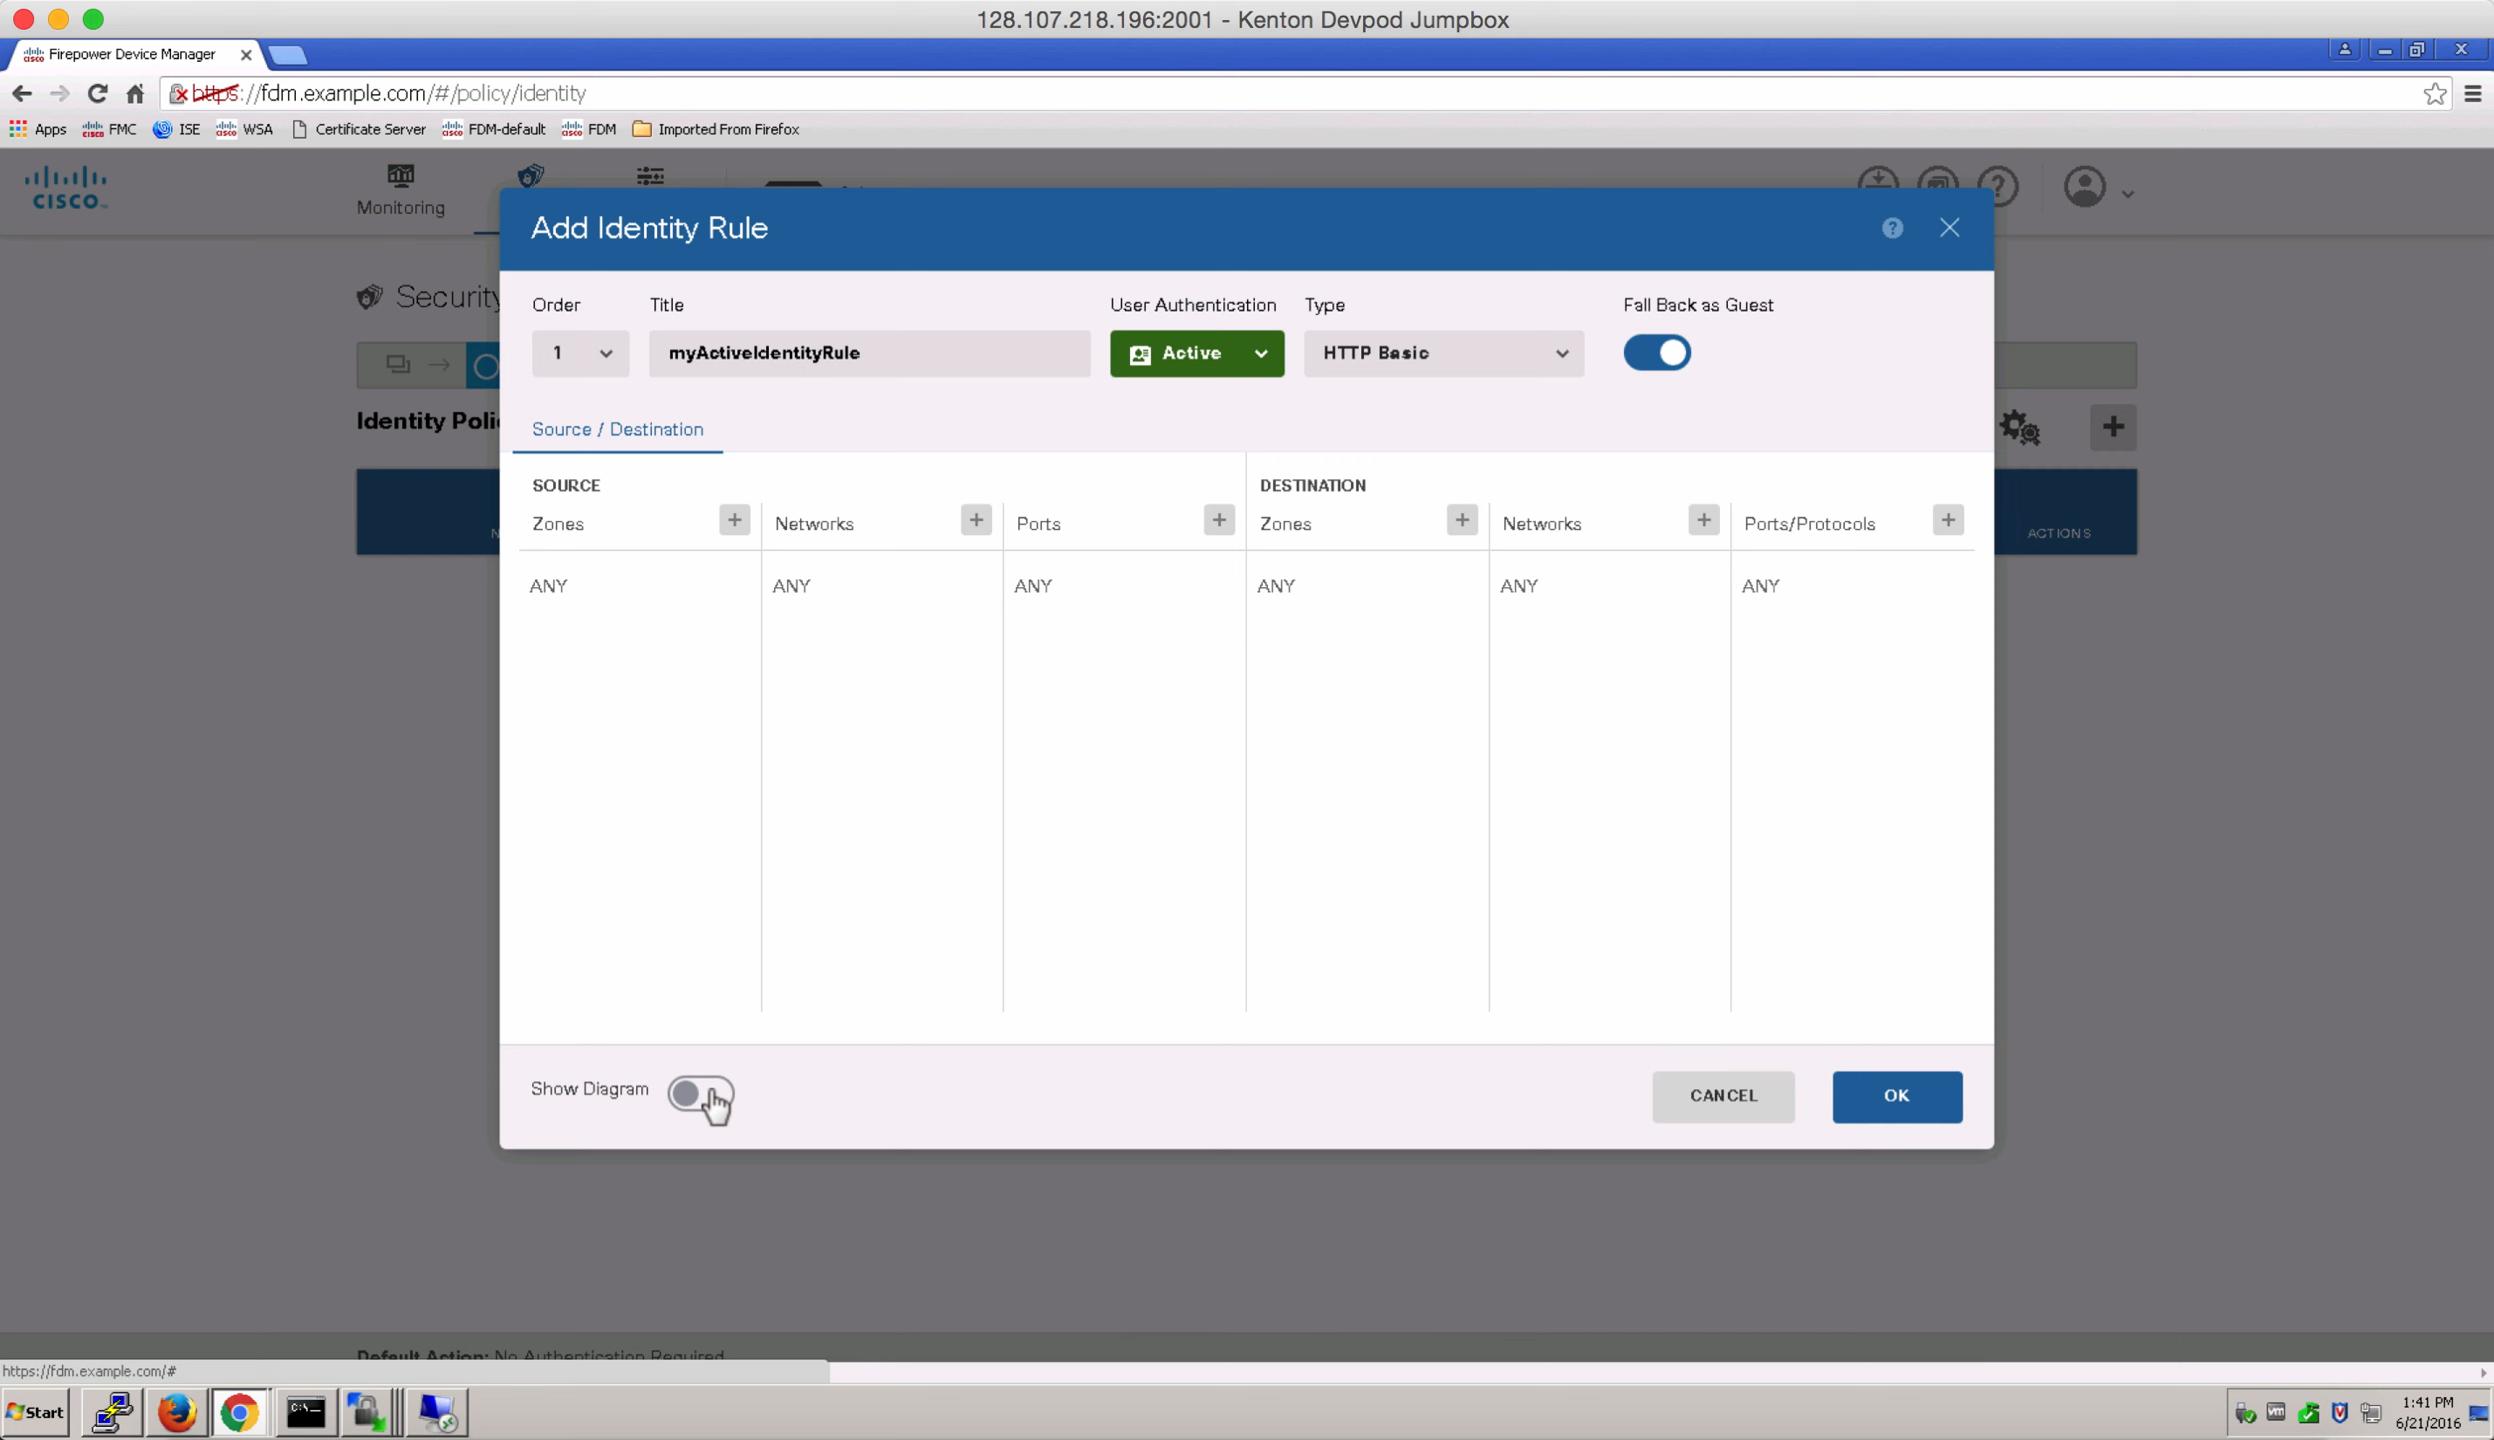 128.107.218.196:2001 - Kenton Devpod Jumpbox
Firepower Device Manager
https://fdm.example.com/#/policy/identity
Apps FMC ISE WSA Certificate Server FDM-default FDM Imported From Firefox
CISCO
Monitoring
Add Identity Rule
Security
Order Title User Authentication Type Fall Back as Guest
1 myActiveIdentityRule Active HTTP Basic
Identity Poli
Source / Destination
SOURCE DESTINATION
Zones Networks Ports Zones Networks Ports/Protocols
N ACTIONS
ANY ANY ANY ANY ANY ANY
Show Diagram CANCEL OK
Default Action: No Authentication Required
https://fdm.example.com/#
Start
1:41 PM
6/21/2016